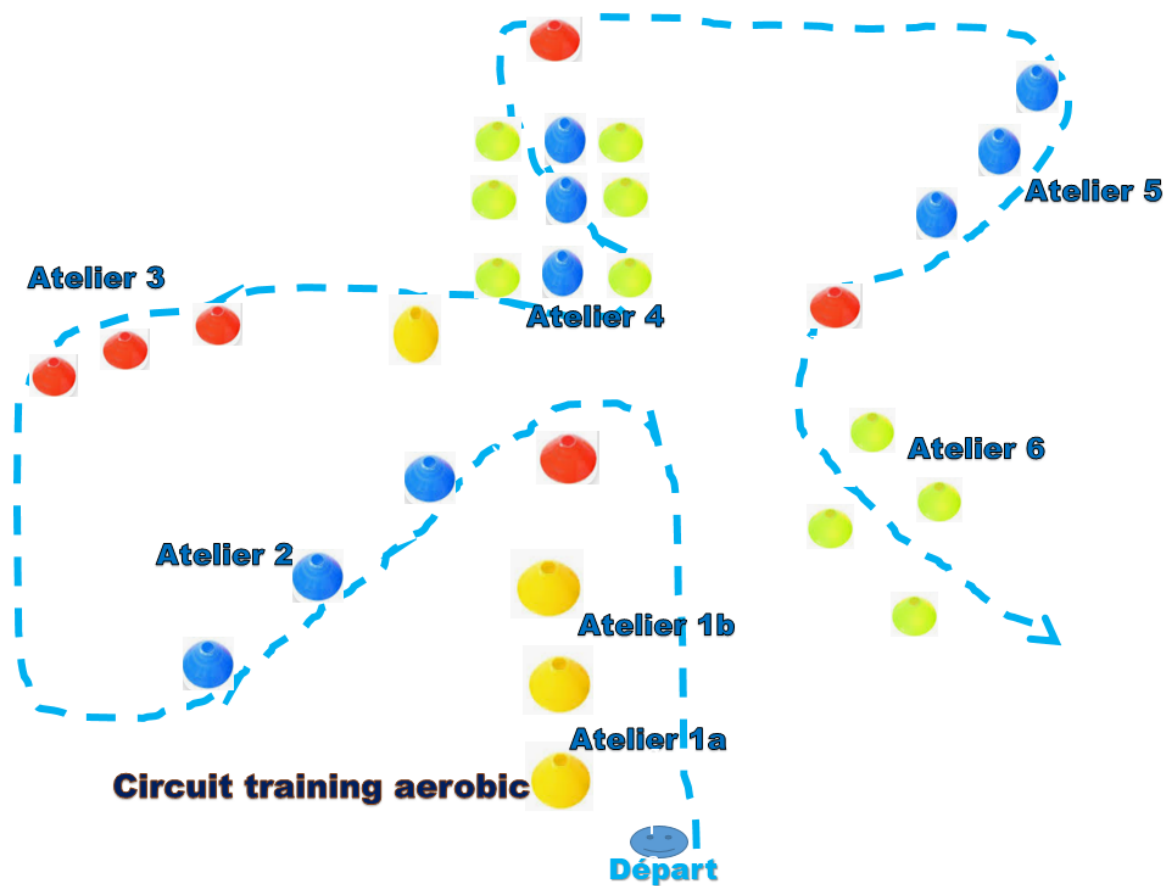 Atelier 5
Atelier 3
Atelier 4
Atelier 6
Atelier 2
Atelier 1b
Atelier 1a
Circuit training aerobic
Départ